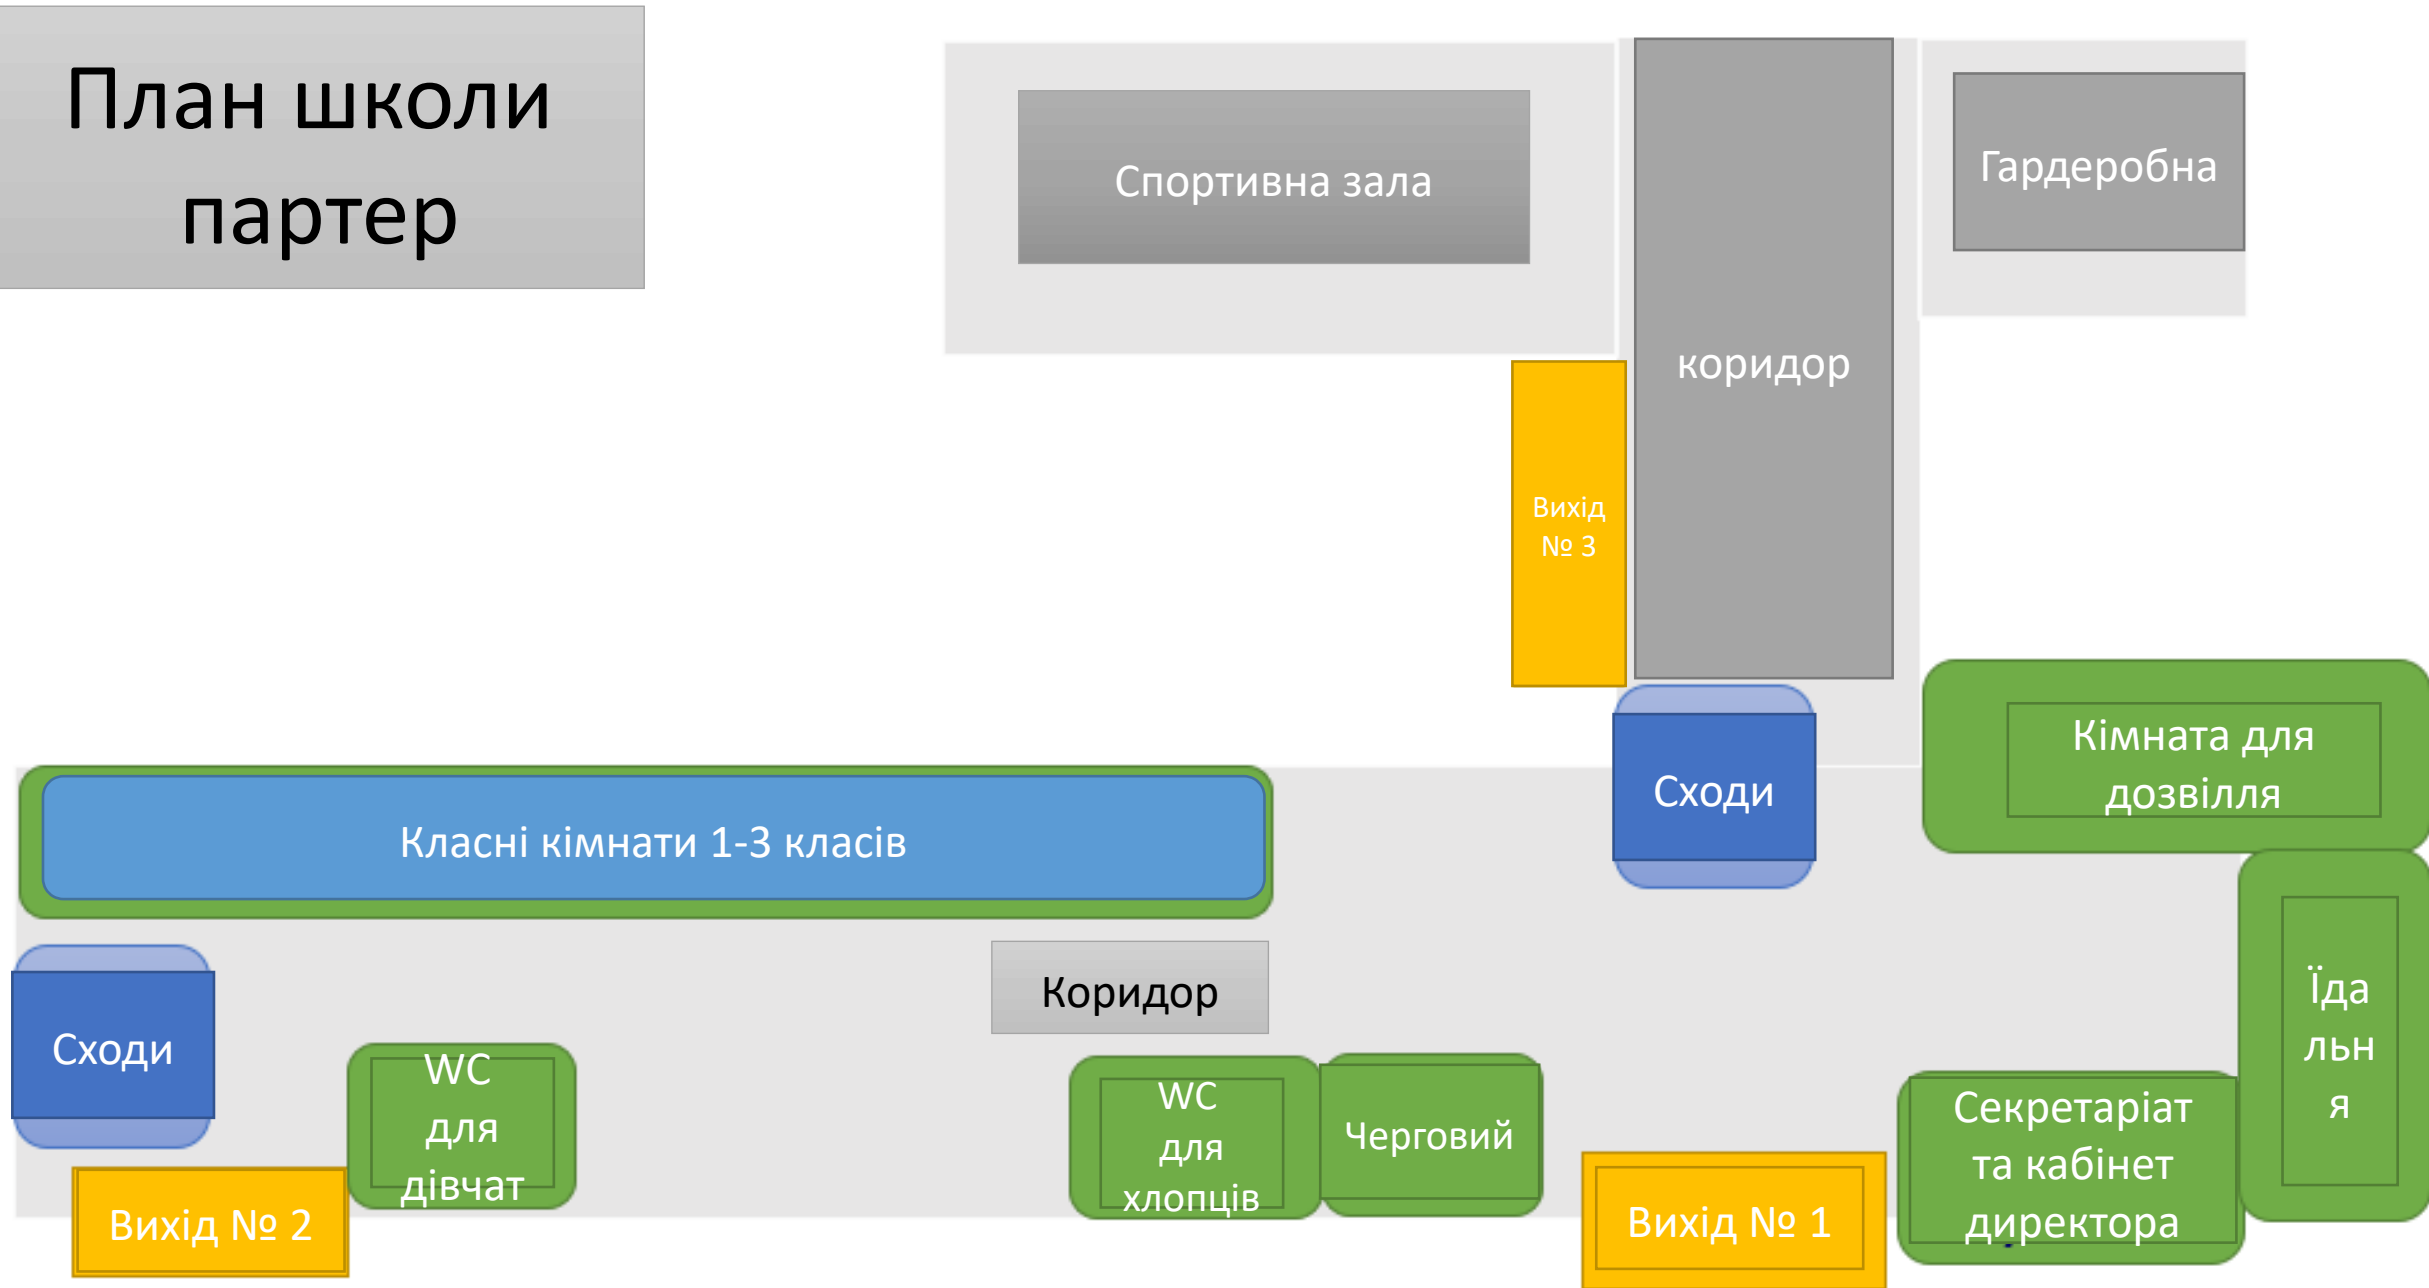 План школи
партер
Спортивна зала
Гардеробна
коридор
Вихід
№ 3
Кімната для
дозвілля
Сходи
Класні кімнати 1-3 класів
Коридор
Їда
льн
я
Сходи
WC
для
дівчат
WC
для
хлопців
Черговий
Секретаріат
та кабінет
директора
Вихід № 2
Вихід № 1